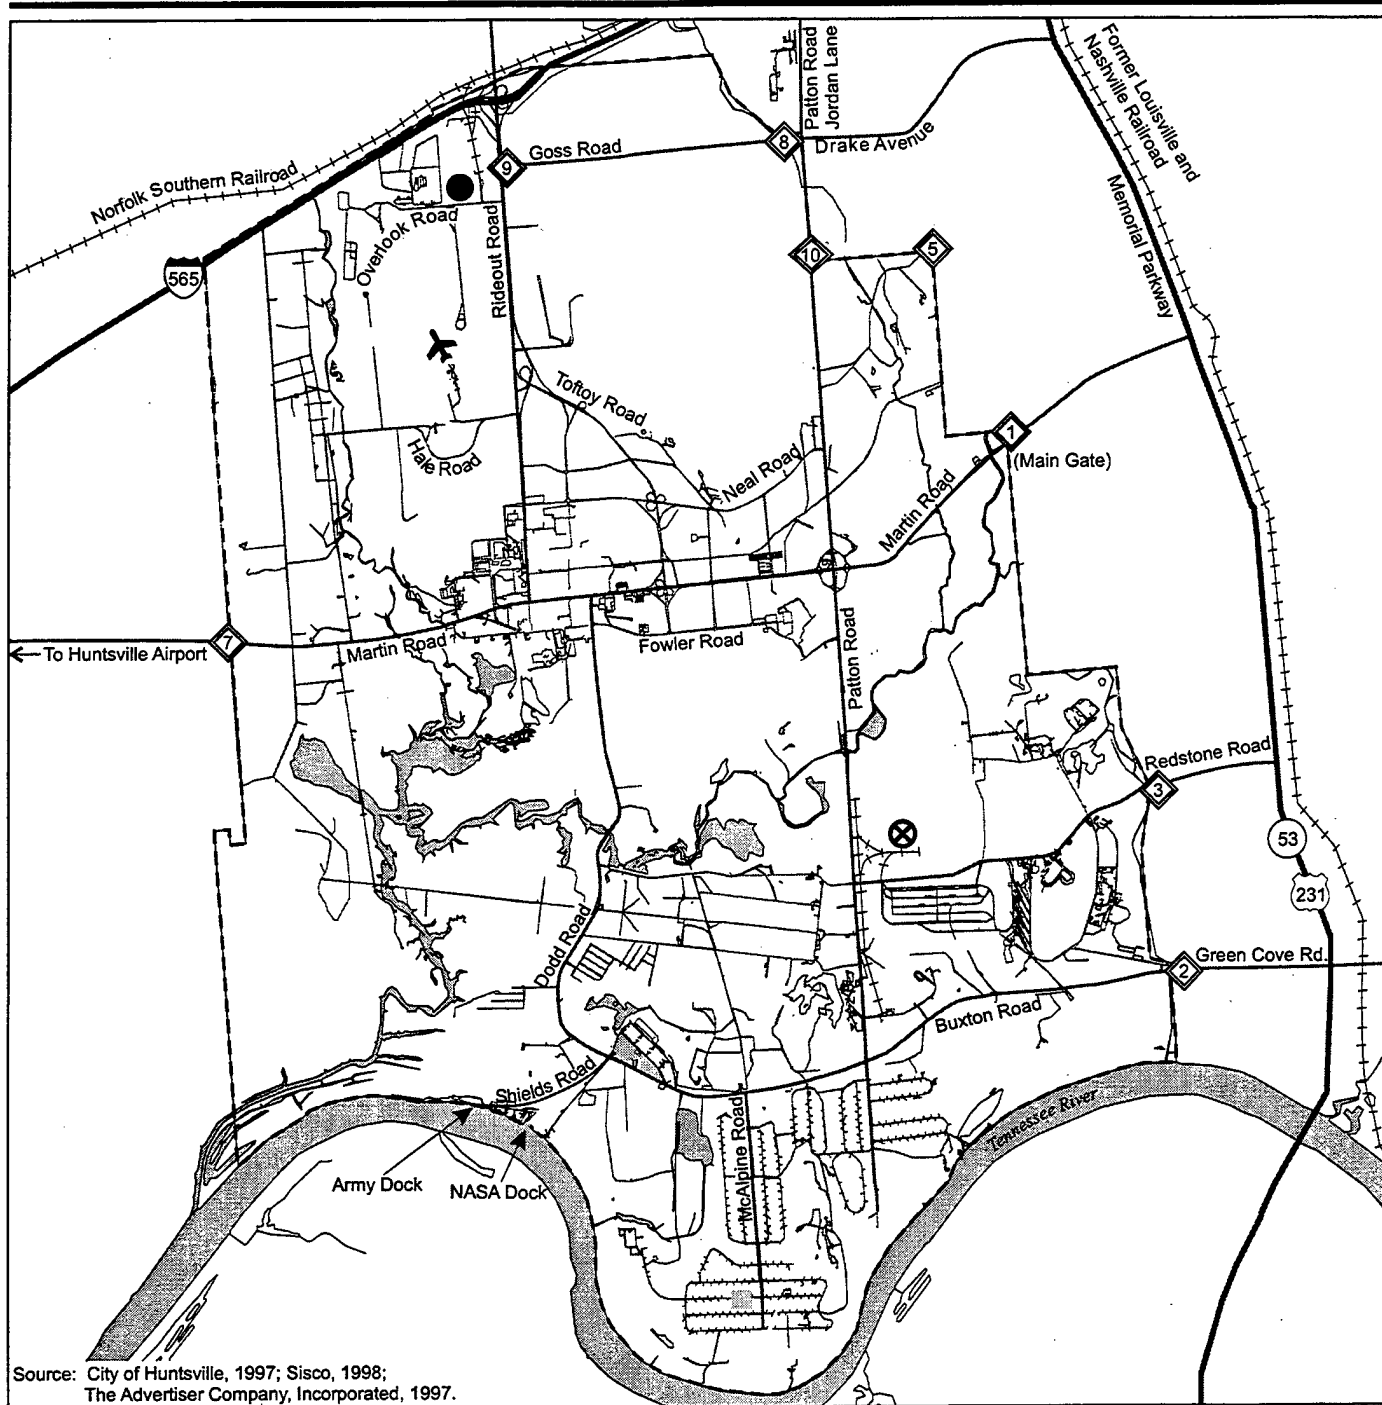 Patton Road
Jordan Lane
Former Louisville and
Nashville Railroad
8
Drake Avenue
Goss Road
9
Norfolk Southern Railroad
Overlook Road
Rideout Road
Memorial Parkway
10
5
565
Toftoy Road
1
(Main Gate)
Hale Road
Neal Road
Martin Road
7
To Huntsville Airport
Martin Road
Fowler Road
Patton Road
Redstone Road
3
53
231
Dodd Road
Green Cove Rd.
2
Buxton Road
Shields Road
Tennessee River
McAlpine Road
Army Dock
NASA Dock
Source: City of Huntsville, 1997; Sisco, 1998;
The Advertiser Company, Incorporated, 1997.